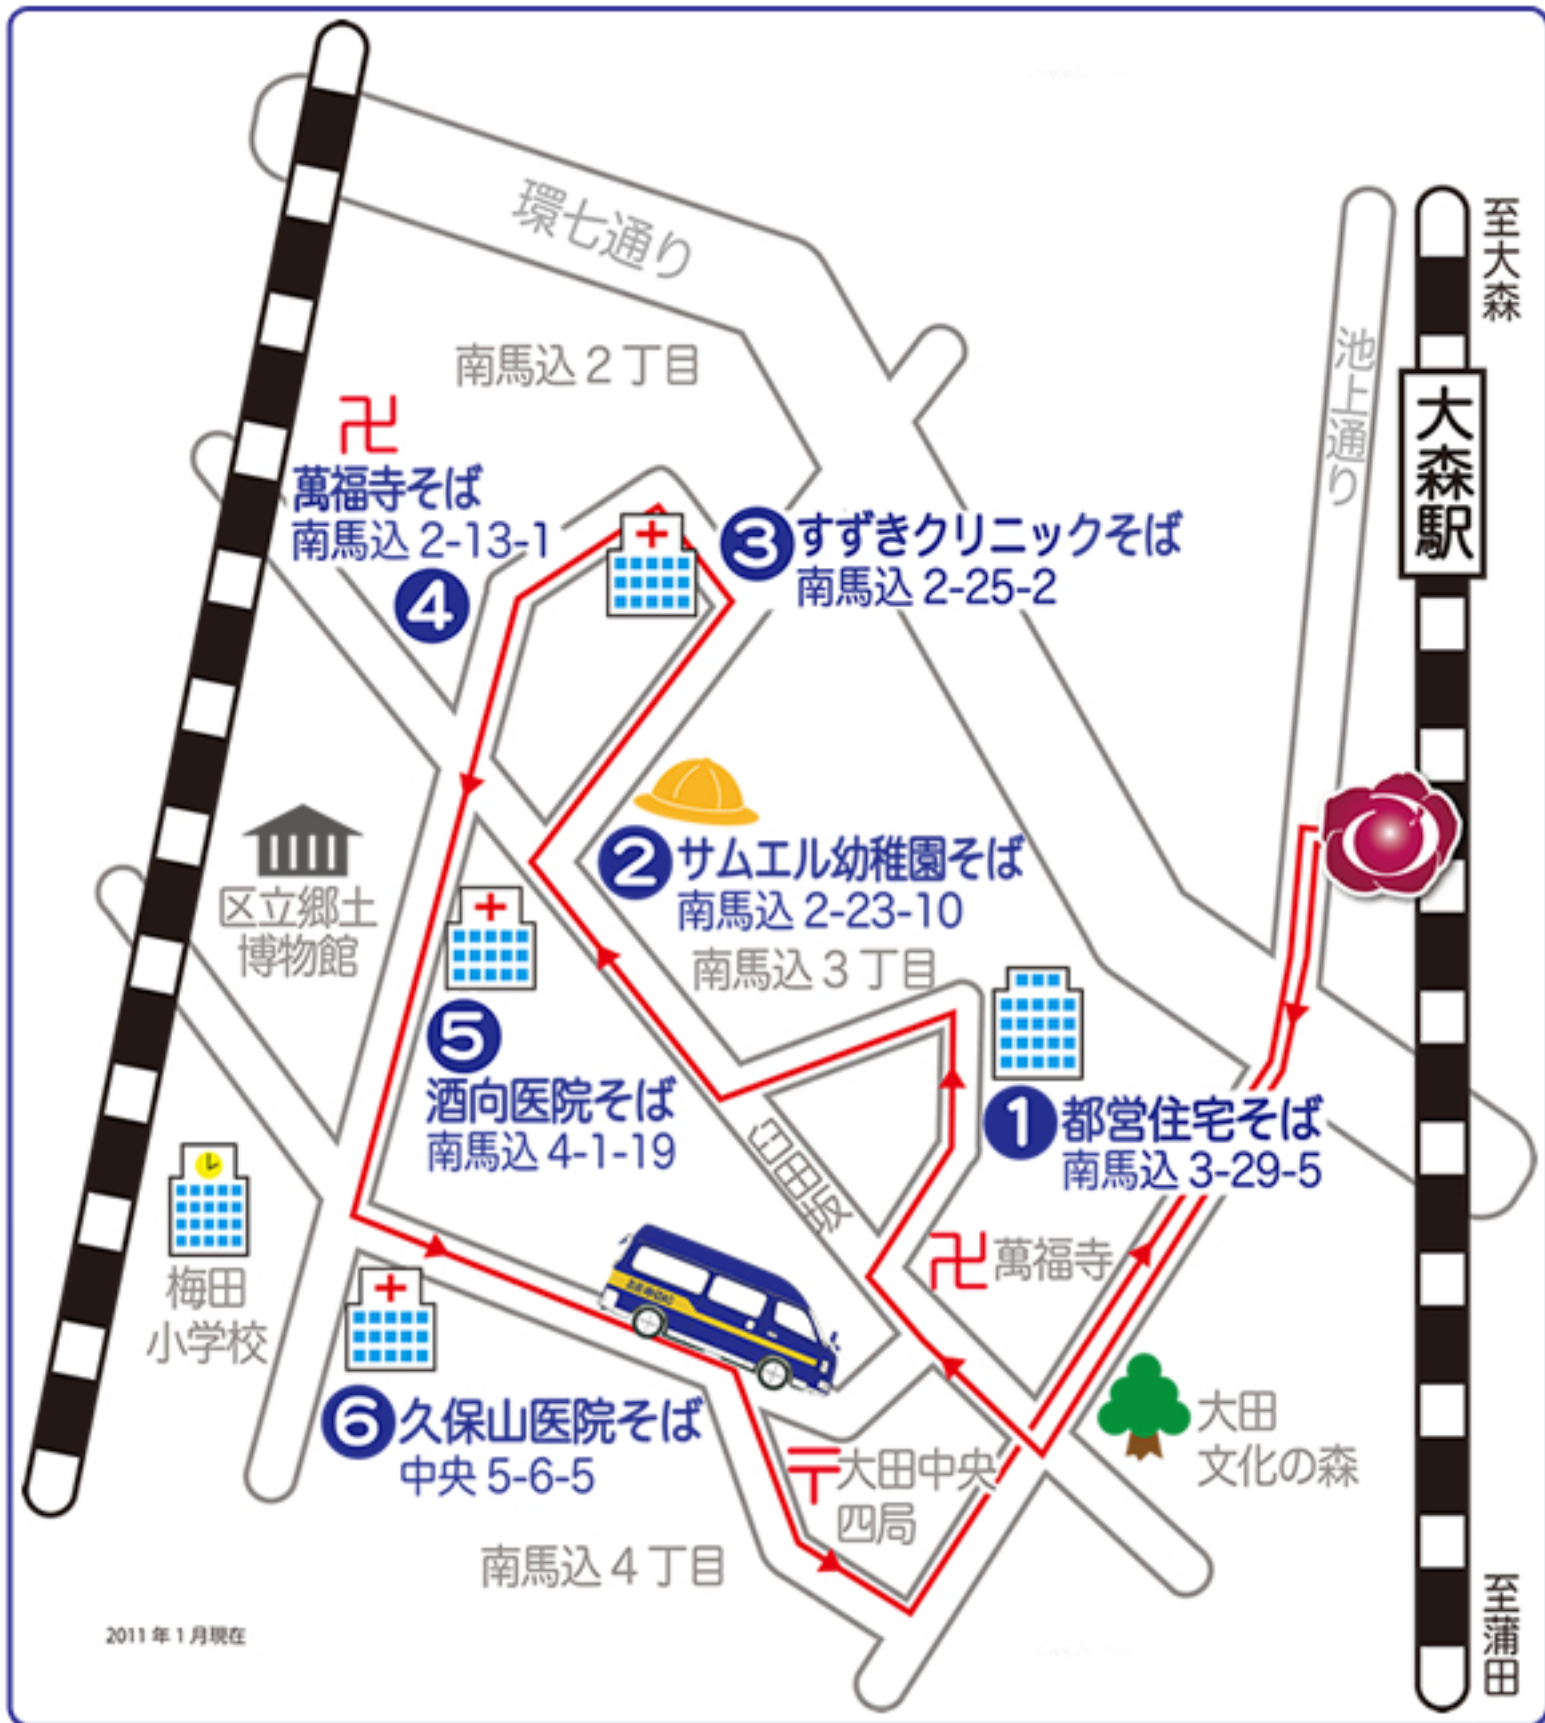 環七通り
至大森
池上通り
大森駅
南馬込2丁目
萬福寺そば
南馬込 2-13-1
4
3
すずきクリニックそば
南馬込 2-25-2
2
サムエル幼稚園そば
南馬込 2-23-10
南馬込3丁目
区立郷土
博物館
5
酒向医院そば
南馬込 4-1-19
1
都営住宅そば
南馬込 3-29-5
臼田坂
萬福寺
梅田
小学校
6
久保山医院そば
中央 5-6-5
大田
文化の森
〒大田中央
四局
南馬込4丁目
至蒲田
2011年1月現在